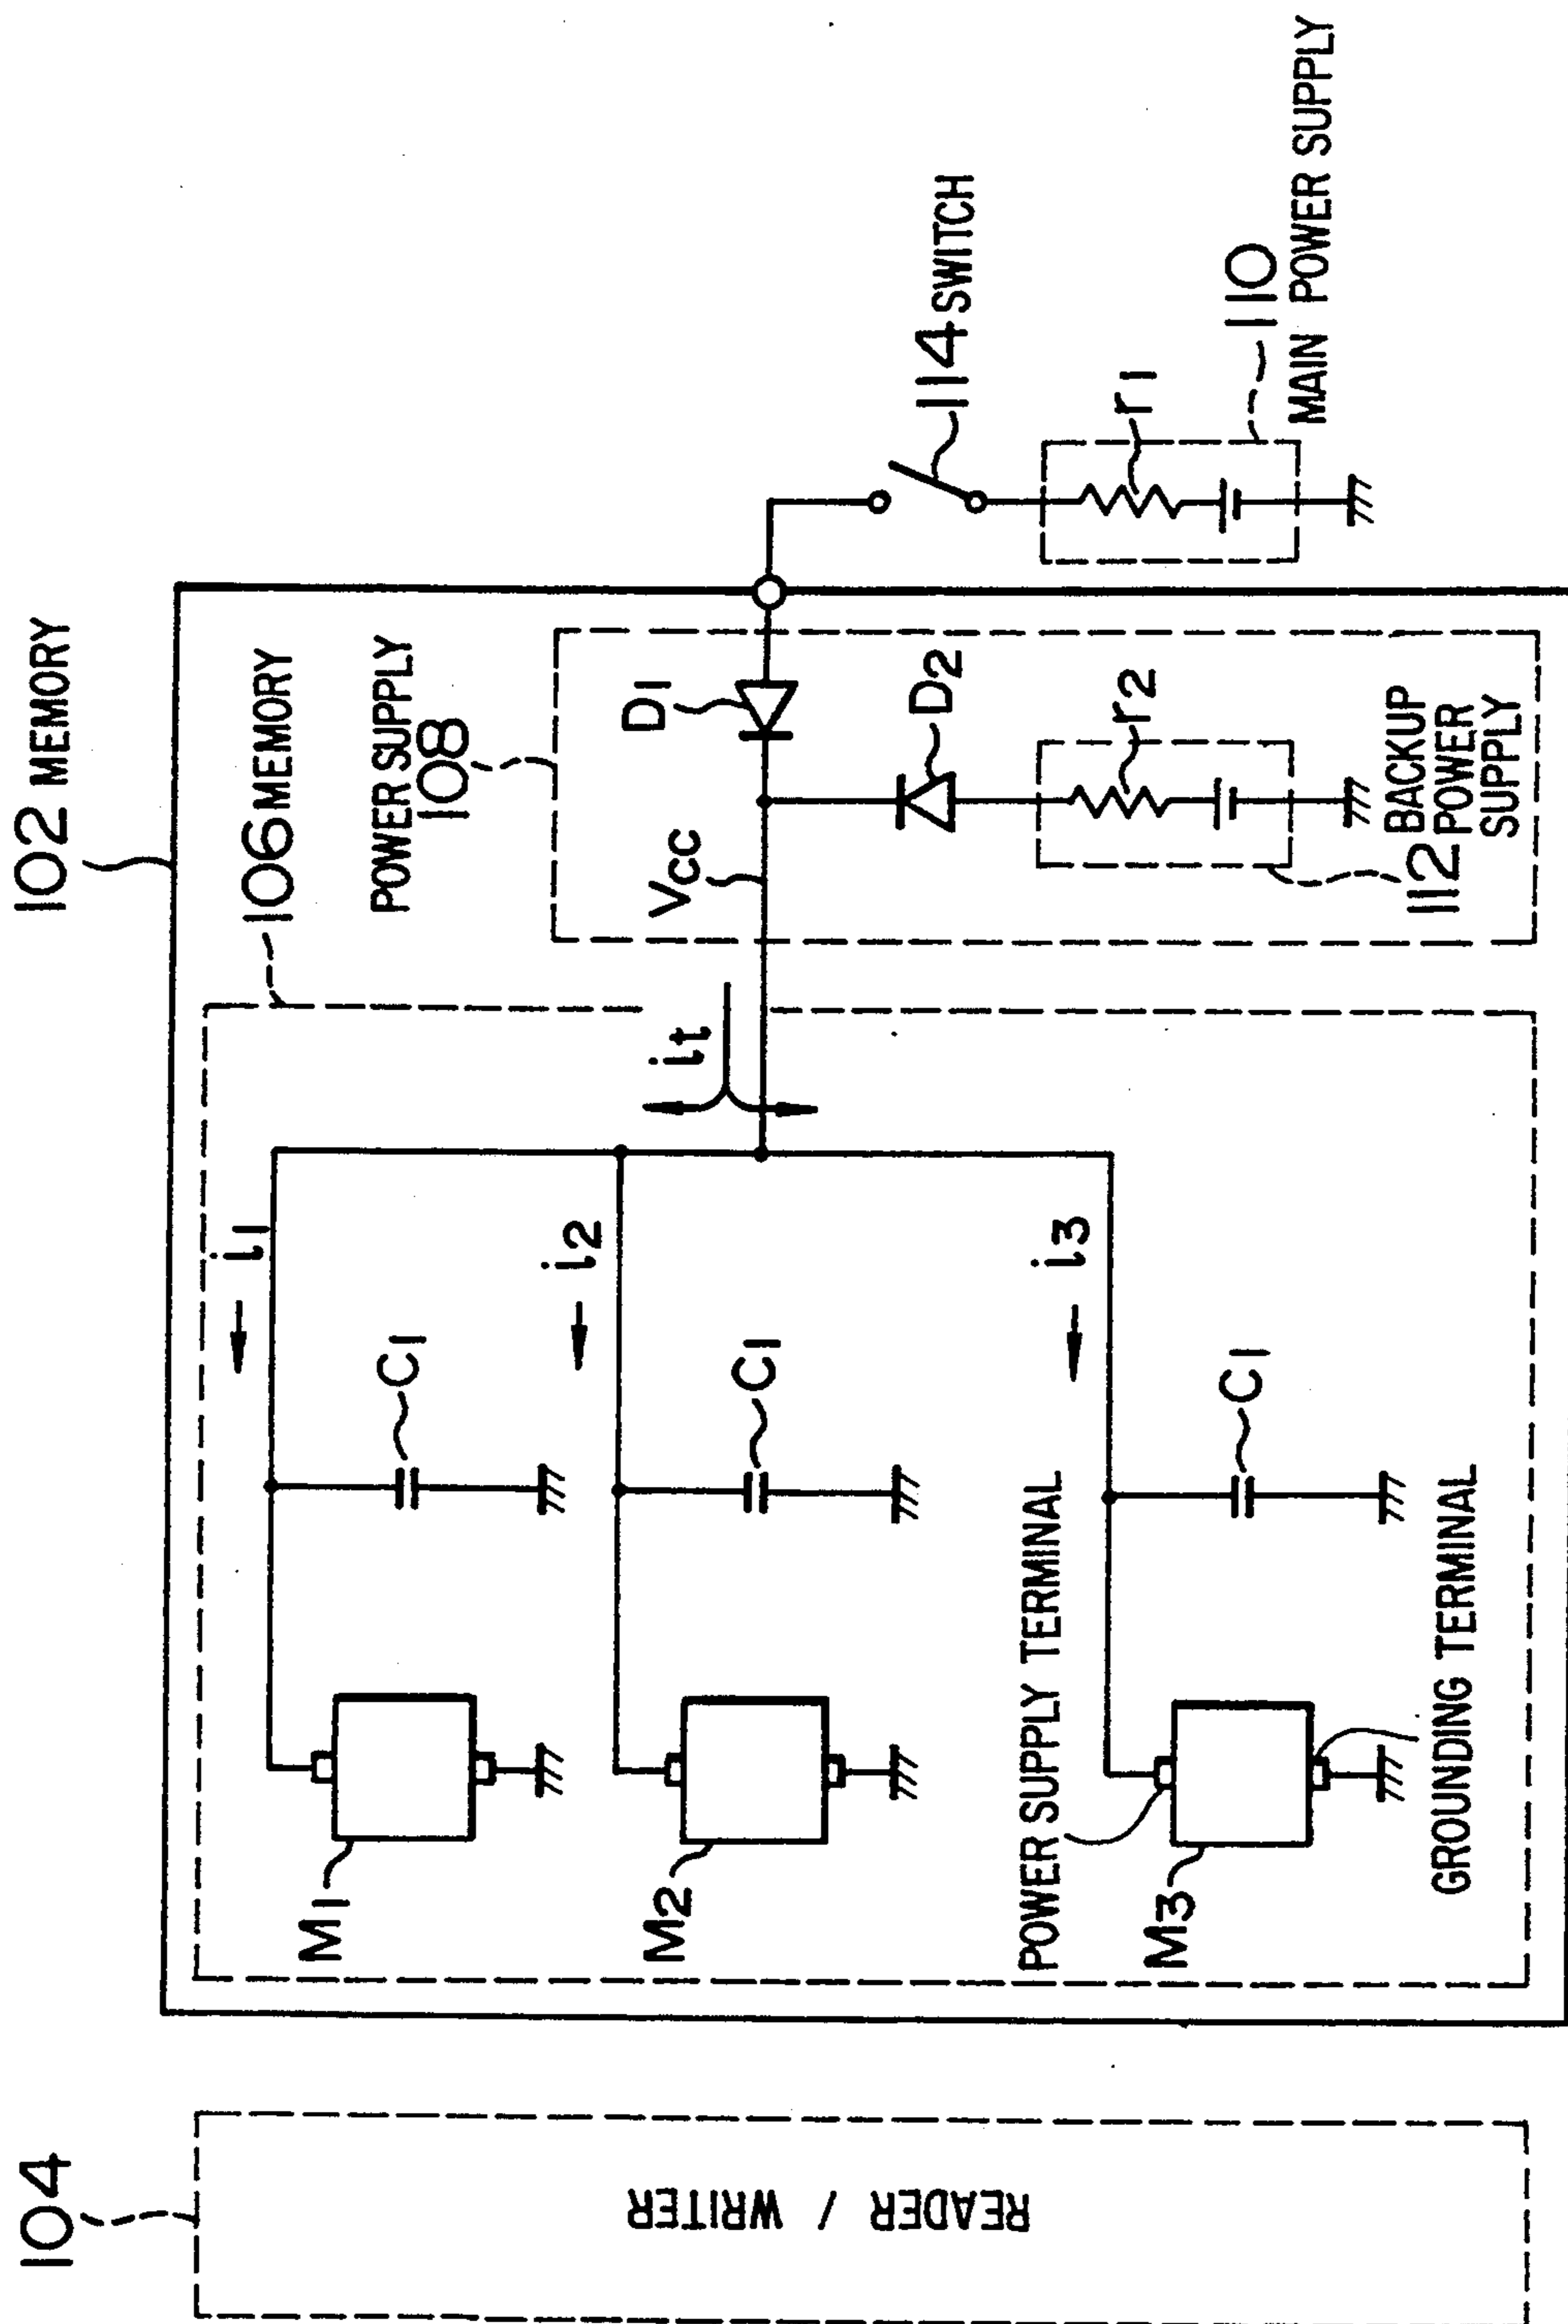 104
READER / WRITER
102 MEMORY
106 MEMORY
POWER SUPPLY
108
M1
C1
i1
M2
C1
i2
it
VCC
D1
D2
r2
112 BACKUP
POWER
SUPPLY
POWER SUPPLY TERMINAL
M3
C1
i3
GROUNDING TERMINAL
114 SWITCH
r1
110
MAIN POWER SUPPLY